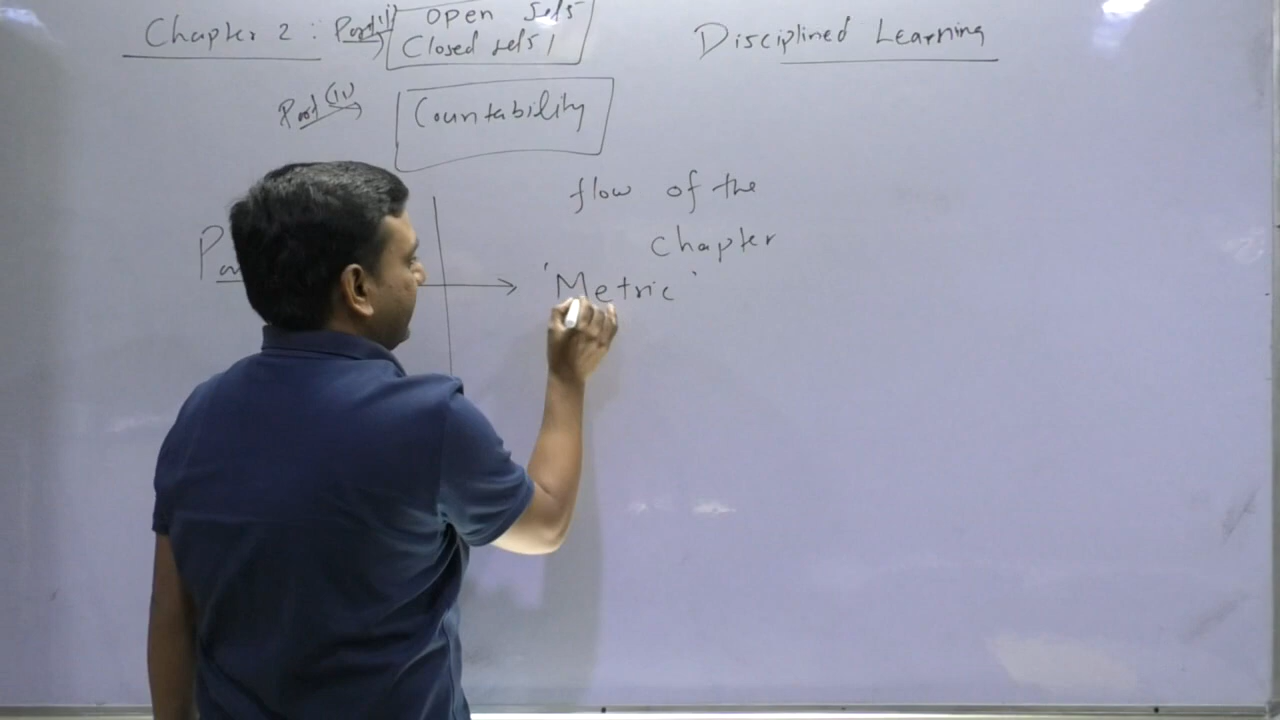 Chapter 2 : Part(i) Open Sets
Closed sets
Disciplined Learning
Part (ii)
Countability
flow of the
chapter
'Metric'